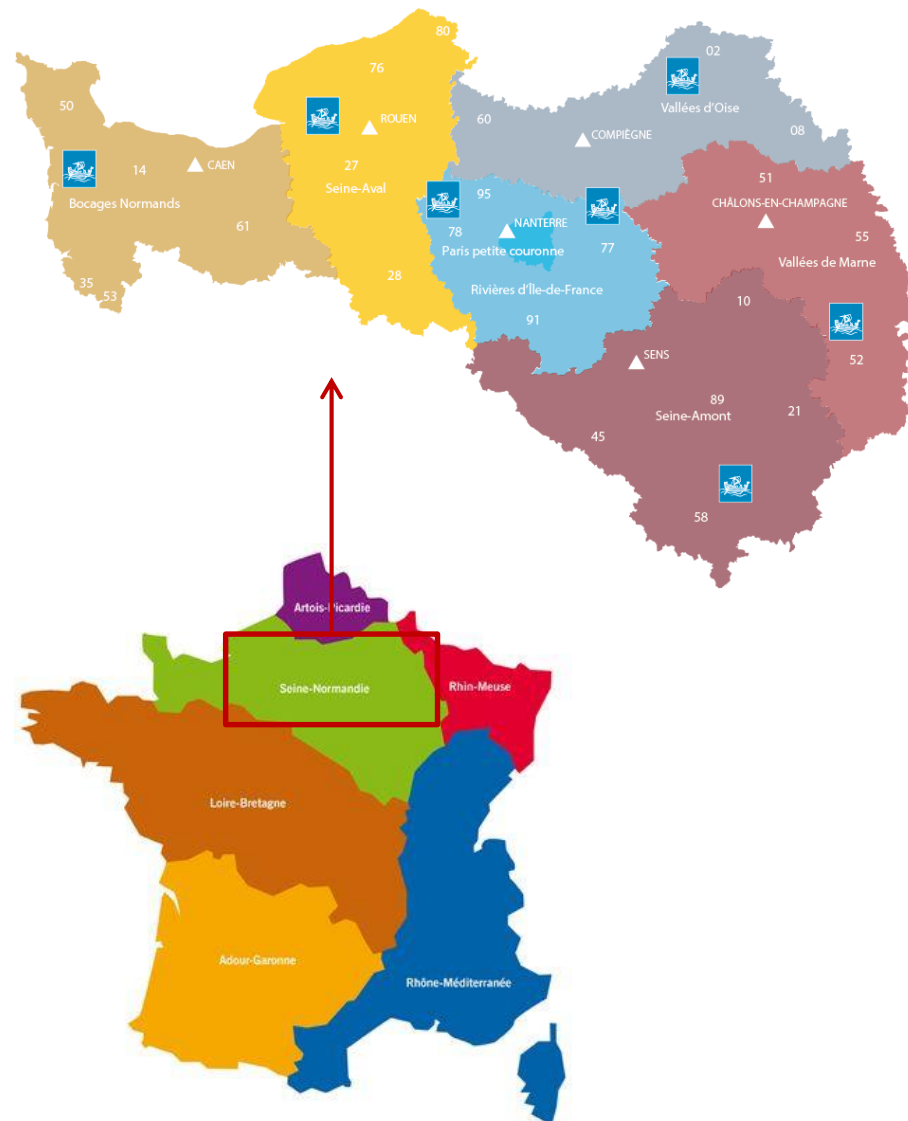 80
76
02
50
ROUEN
Vallées d'Oise
60
COMPIÈGNE
08
14
CAEN
27
Seine-Aval
51
95
Bocages Normands
CHÂLONS-EN-CHAMPAGNE
61
78
NANTERRE
55
Paris petite couronne
77
Vallées de Marne
35
53
28
Rivières d'Île-de-France
10
91
SENS
52
89
21
Seine-Amont
45
58
Artois-Picardie
Seine-Normandie
Rhin-Meuse
Loire-Bretagne
Adour-Garonne
Rhône-Méditerranée